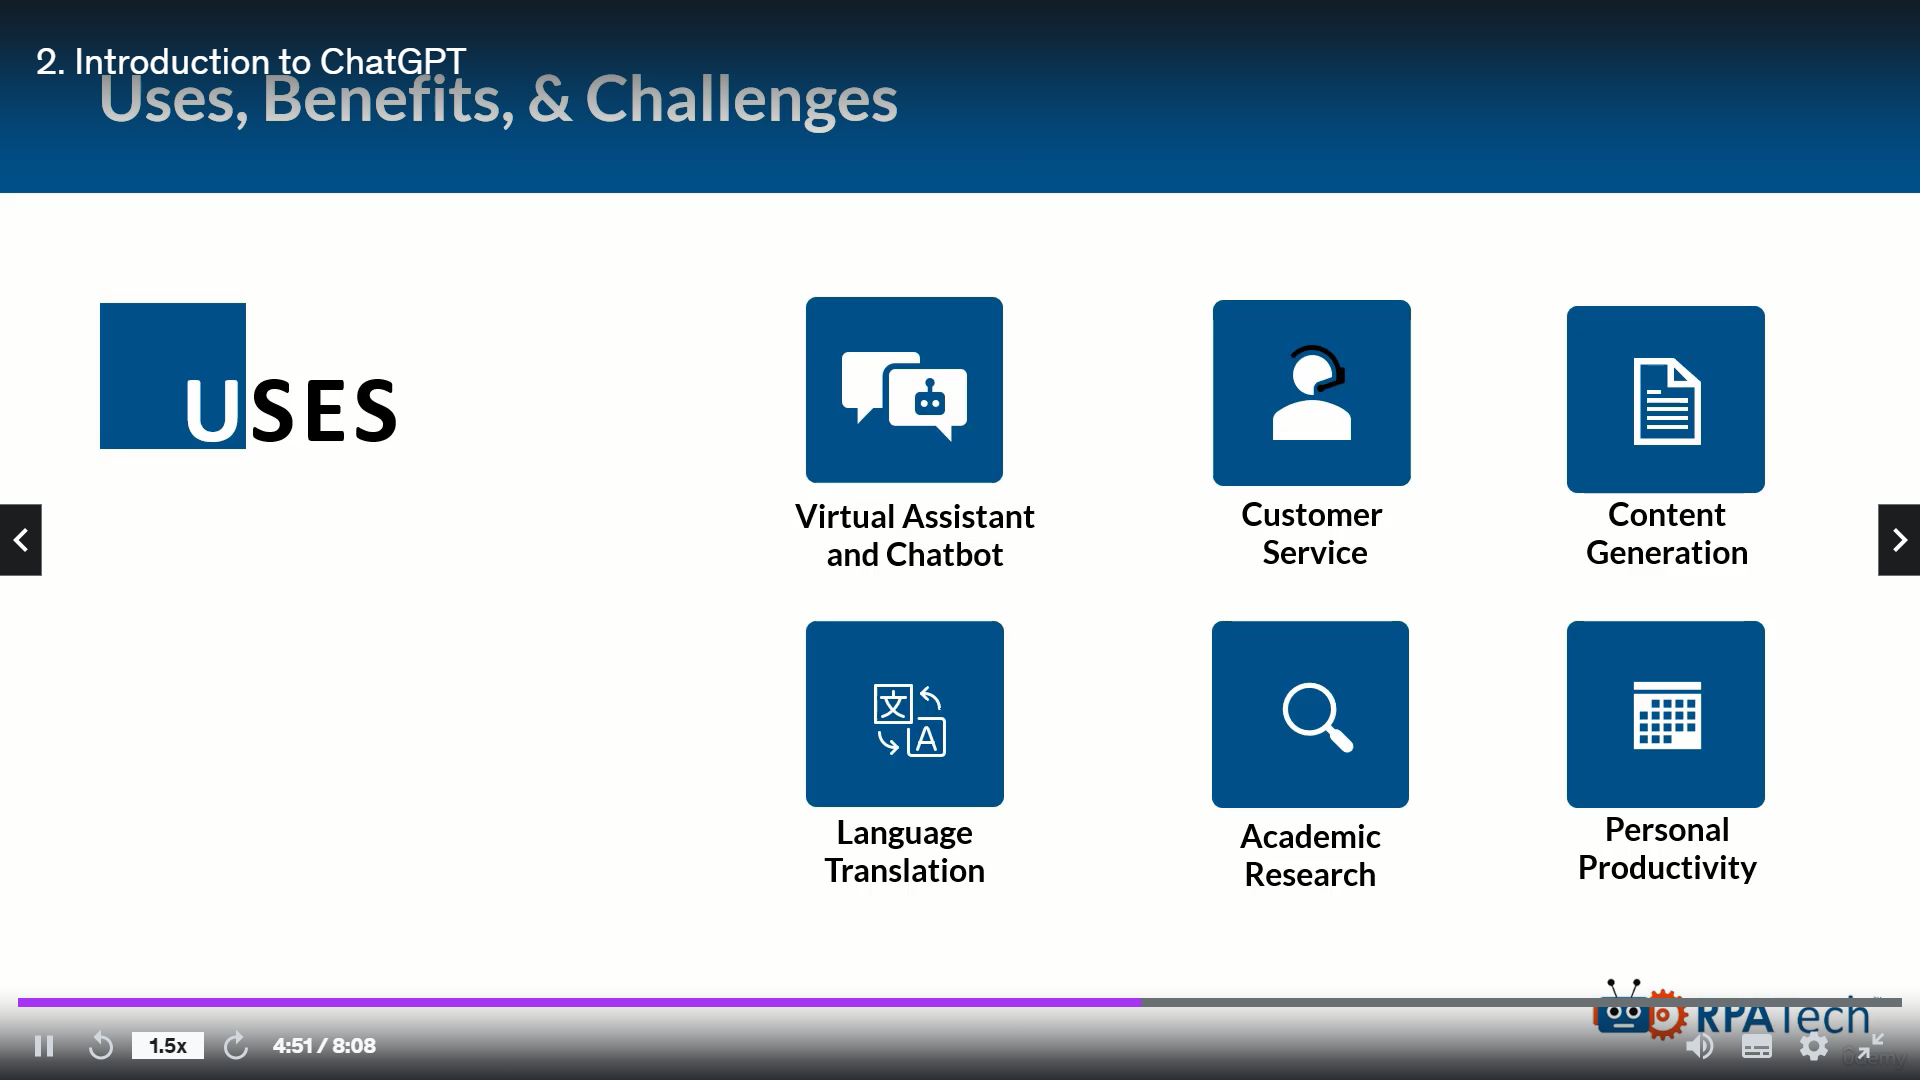 2. Introduction to ChatGPT
Uses, Benefits, & Challenges
USES
Virtual Assistant
and Chatbot
Customer
Service
Content
Generation
文
A
Language
Translation
Academic
Research
Personal
Productivity
RPATech
1.5x
4:51 / 8:08
Udemy